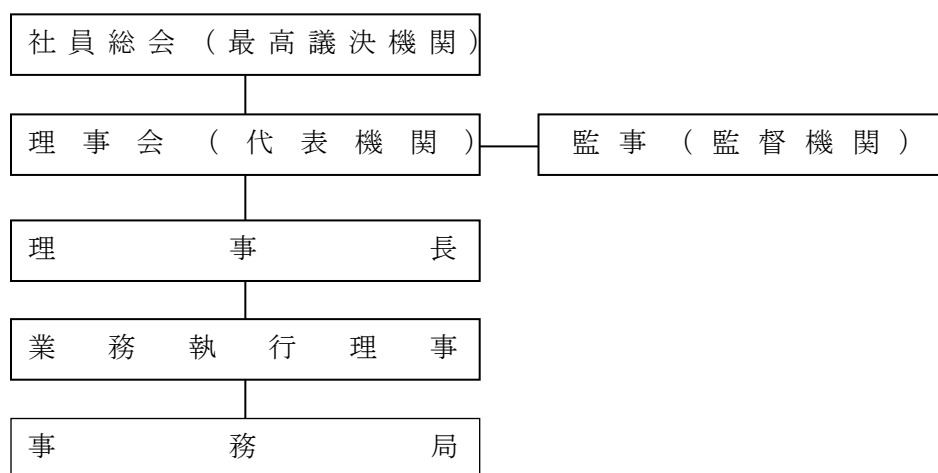 社員総会（最高議決機関）
理事会（代表機関）
監事（監督機関）
理事長
業務執行理事
事務局